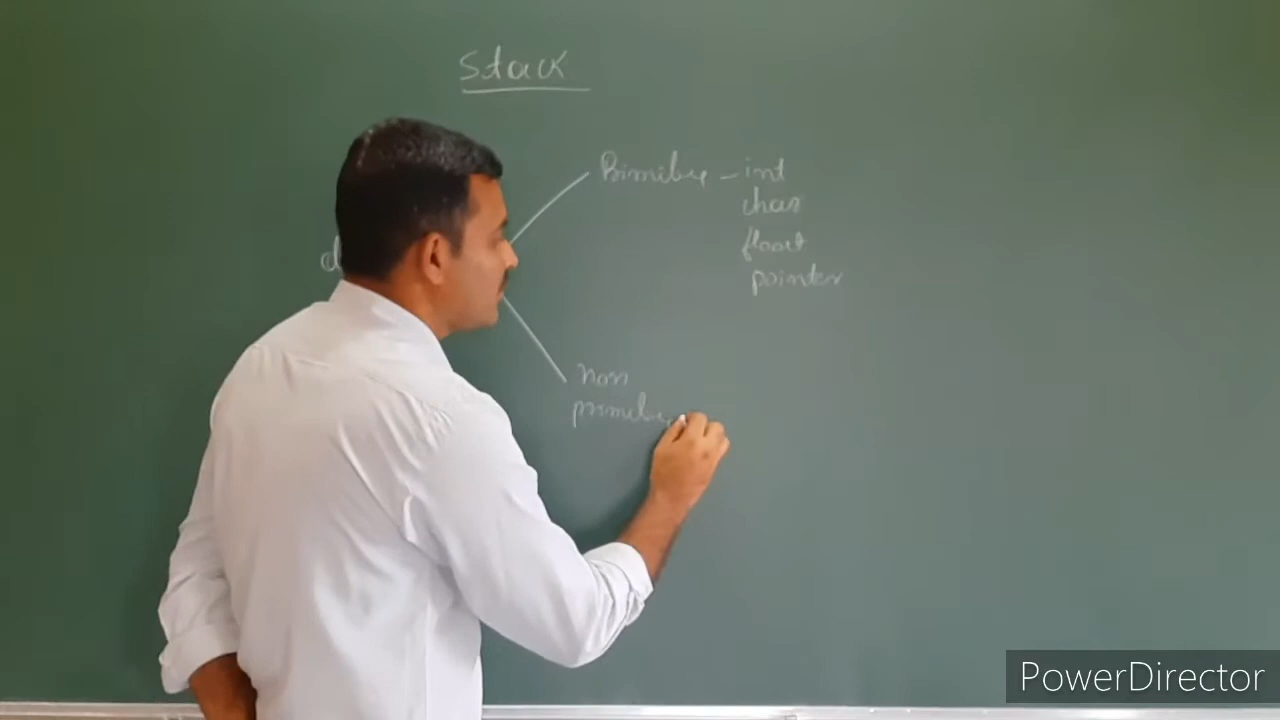 Stack
Primitive - int
char
float
pointer
d
non
primitive
PowerDirector